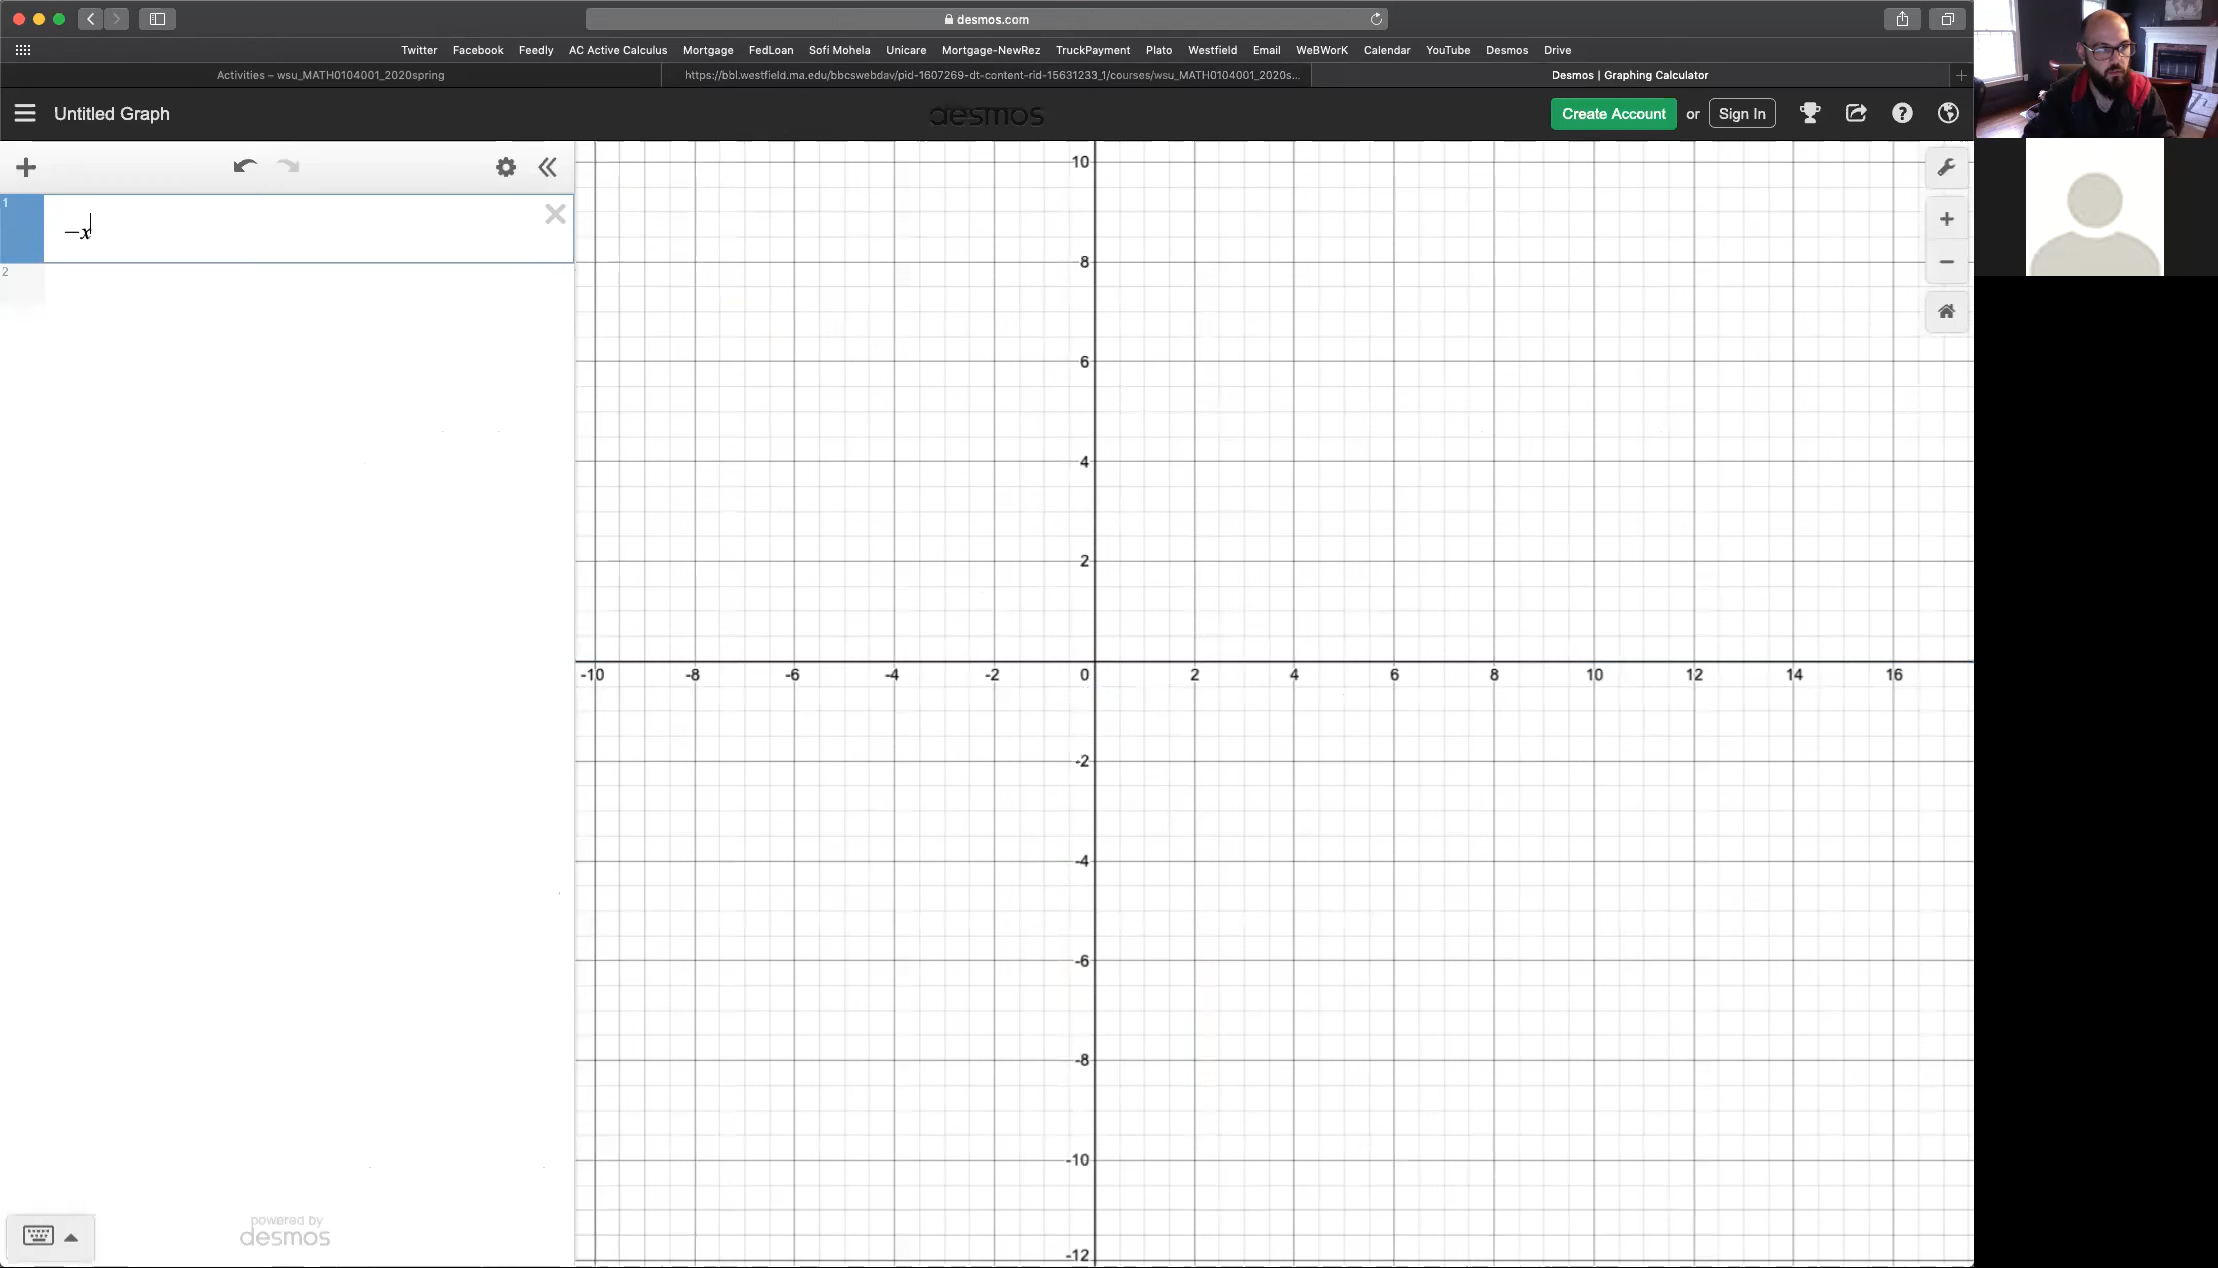 desmos.com
Twitter Facebook Feedly AC Active Calculus Mortgage FedLoan Sofi Mohela Unicare Mortgage-NewRez TruckPayment Plato Westfield Email WeBWorK Calendar YouTube Desmos Drive
Activities – wsu_MATH0104001_2020spring
https://bbl.westfield.ma.edu/bbcswebdav/pid-1607269-dt-content-rid-15631233_1/courses/wsu_MATH0104001_2020s...
Desmos | Graphing Calculator
Untitled Graph
desmos
Create Account or Sign In
1
−x
2
10
8
6
4
2
-10 -8 -6 -4 -2 0 2 4 6 8 10 12 14 16
-2
-4
-6
-8
-10
-12
powered by
desmos